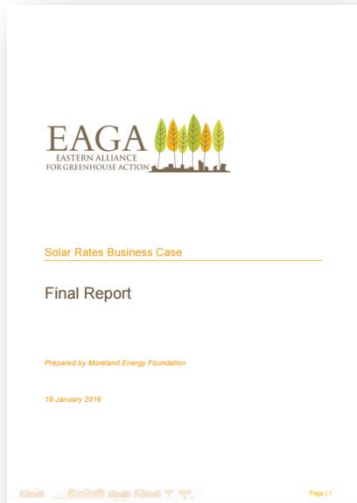 EAGA
EASTERN ALLIANCE
FOR GREENHOUSE ACTION
Solar Rates Business Case
Final Report
Prepared by Moreland Energy Foundation
19 January 2016
Page | 1